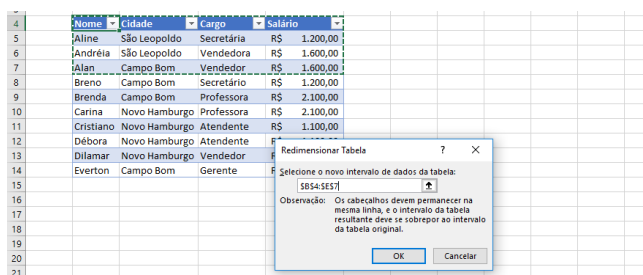 4 Nome Cidade Cargo Salário
5 Aline São Leopoldo Secretária R$ 1.200,00
6 Andréia São Leopoldo Vendedora R$ 1.600,00
7 Alan Campo Bom Vendedor R$ 1.600,00
8 Breno Campo Bom Secretário R$ 1.200,00
9 Brenda Campo Bom Professora R$ 2.100,00
10 Carina Novo Hamburgo Professora R$ 2.100,00
11 Cristiano Novo Hamburgo Atendente R$ 1.100,00
12 Débora Novo Hamburgo Atendente
13 Dilamar Novo Hamburgo Vendedor
14 Everton Campo Bom Gerente
15
16
17
18
19
20
21
Redimensionar Tabela ? ×
Selecione o novo intervalo de dados da tabela:
$B$4:$E$7
Observação: Os cabeçalhos devem permanecer na
mesma linha, e o intervalo da tabela
resultante deve se sobrepor ao intervalo
da tabela original.
OK Cancelar